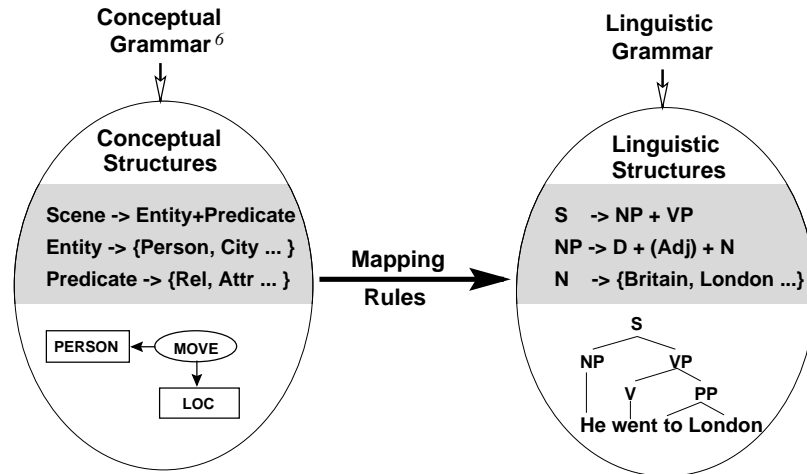 Conceptual
Grammar 6
Conceptual
Structures
Scene -> Entity+Predicate
Entity -> {Person, City ... }
Predicate -> {Rel, Attr ... }
PERSON
MOVE
LOC
Mapping
Rules
Linguistic
Grammar
Linguistic
Structures
S -> NP + VP
NP -> D + (Adj) + N
N -> {Britain, London ...}
S
NP VP
V PP
He went to London